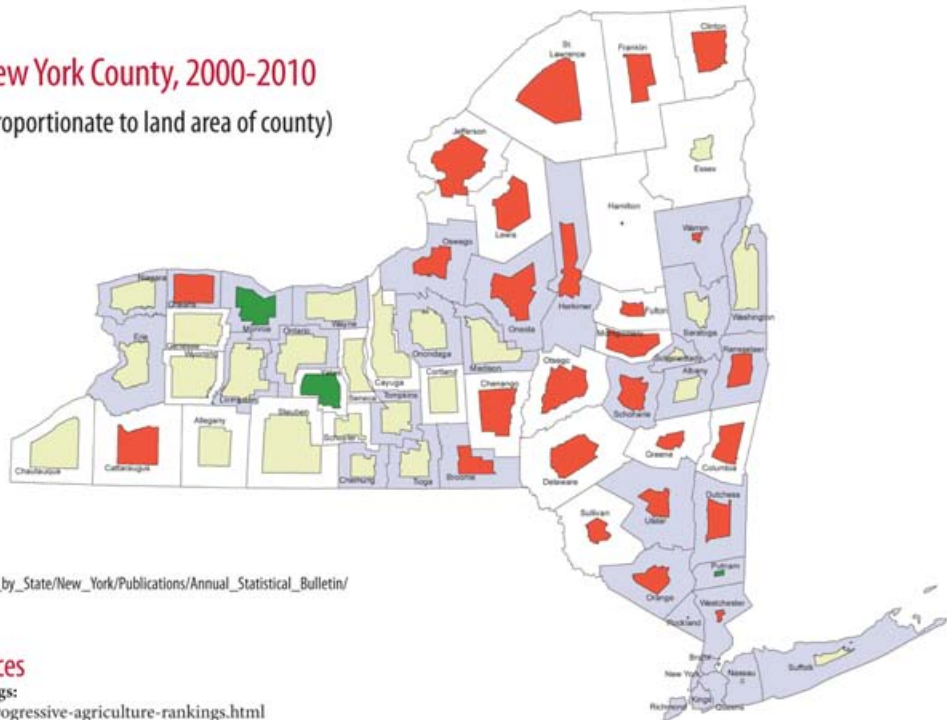 ew York County, 2000-2010
roportionate to land area of county)
Clinton
St
Lawrence
Franklin
Jefferson
Essex
Hamilton
Lewis
Oswego
Warren
Niagara
Orleans
Monroe
Wayne
Herkimer
Fulton
Washington
Oneida
Saratoga
Erie
Genesee
Ontario
Onondaga
Madison
Montgomery
Schenectady
Rensselaer
Wyoming
Livingston
Yates
Seneca
Cayuga
Cortland
Chenango
Otsego
Schoharie
Albany
Tompkins
Chautauqua
Cattaraugus
Allegany
Steuben
Schuyler
Chemung
Tioga
Broome
Delaware
Greene
Columbia
Sullivan
Ulster
Dutchess
Orange
Putnam
Rockland
Westchester
_by_State/New_York/Publications/Annual_Statistical_Bulletin/
Bronx
New York
Nassau
Suffolk
Richmond
Kings
Queens
ces
gs:
rogressive-agriculture-rankings.html